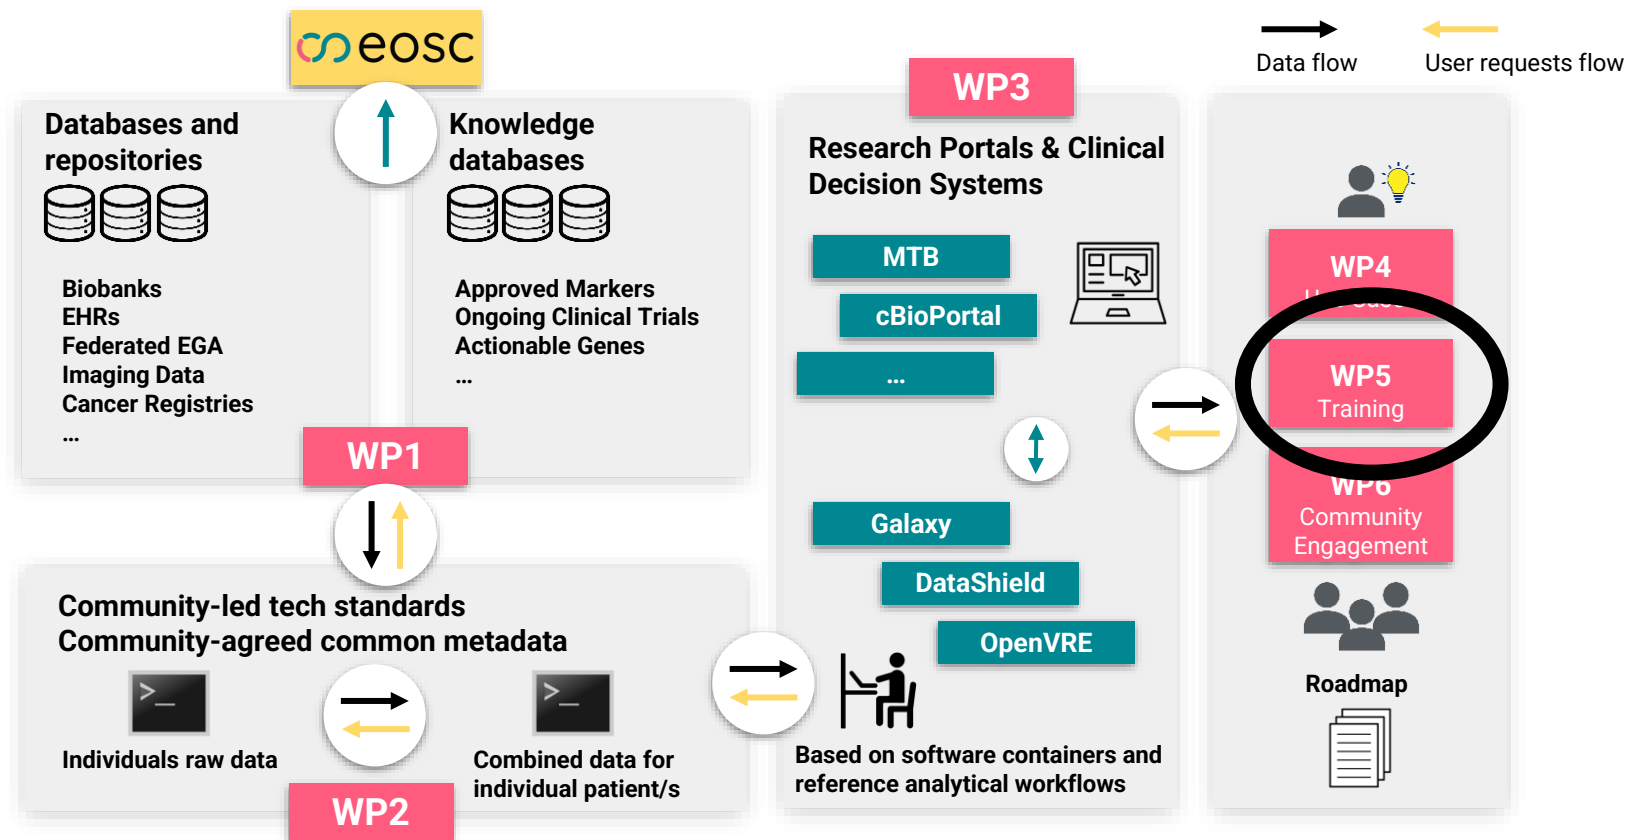 eosc
Data flow
User requests flow
Databases and
repositories
Biobanks
EHRs
Federated EGA
Imaging Data
Cancer Registries
...
Knowledge
databases
Approved Markers
Ongoing Clinical Trials
Actionable Genes
...
WP1
Community-led tech standards
Community-agreed common metadata
>_
Individuals raw data
>_
Combined data for
individual patient/s
WP2
WP3
Research Portals & Clinical
Decision Systems
MTB
cBioPortal
...
Galaxy
DataShield
OpenVRE
Based on software containers and
reference analytical workflows
WP4
WP5
Training
WP6
Community
Engagement
Roadmap